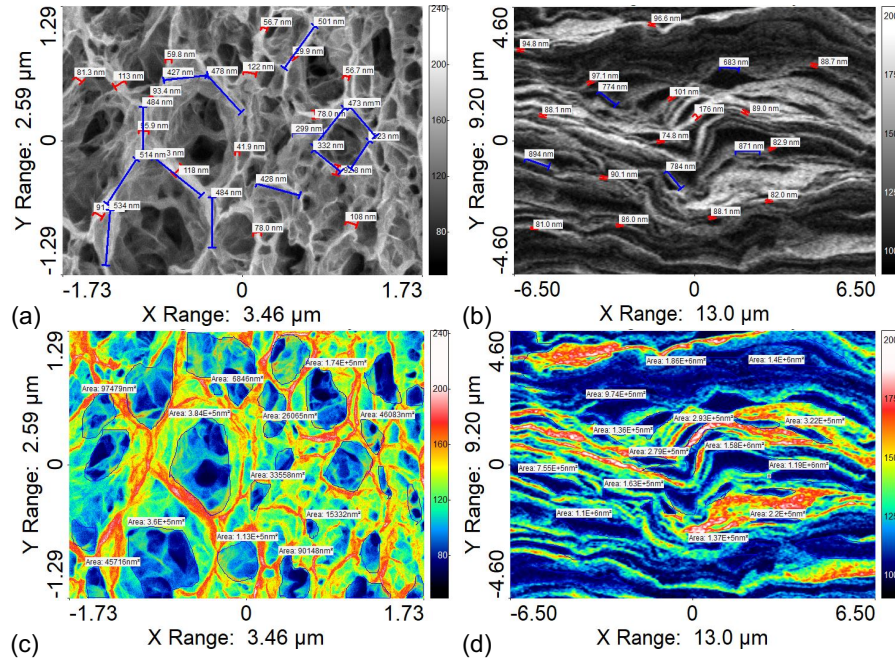 1.29
0
-1.29
Y Range: 2.59 µm
56.7 nm
501 nm
59.8 nm
29.9 nm
427 nm
478 nm
122 nm
56.7 nm
81.3 nm
113 nm
93.4 nm
484 nm
473 nm
78.0 nm
299 nm
332 nm
41.9 nm
514 nm
118 nm
428 nm
484 nm
534 nm
108 nm
78.0 nm
240
200
160
120
80
(a)
-1.73
0
1.73
X Range: 3.46 µm
4.60
0
-4.60
Y Range: 9.20 µm
96.6 nm
94.8 nm
683 nm
88.7 nm
97.1 nm
774 nm
101 nm
176 nm
89.0 nm
88.1 nm
74.8 nm
82.9 nm
871 nm
894 nm
784 nm
90.1 nm
82.0 nm
88.1 nm
86.0 nm
81.0 nm
175
150
125
100
(b)
-6.50
0
6.50
X Range: 13.0 µm
1.29
0
-1.29
Y Range: 2.59 µm
Area: 1.74E+5nm²
Area: 6846nm²
Area: 97479nm²
Area: 3.84E+5nm²
Area: 26065nm²
Area: 46083nm²
Area: 33558nm²
Area: 15332nm²
Area: 3.6E+5nm²
Area: 1.13E+5nm²
Area: 90148nm²
Area: 45716nm²
240
200
160
120
80
(c)
-1.73
0
1.73
X Range: 3.46 µm
4.60
0
-4.60
Y Range: 9.20 µm
Area: 1.86E+6nm²
Area: 1.4E+6nm²
Area: 9.74E+5nm²
Area: 2.93E+5nm²
Area: 3.22E+5nm²
Area: 1.36E+5nm²
Area: 1.58E+6nm²
Area: 2.79E+5nm²
Area: 7.55E+5nm²
Area: 1.19E+6nm²
Area: 1.63E+5nm²
Area: 1.1E+6nm²
Area: 2.2E+5nm²
Area: 1.37E+5nm²
175
150
125
100
(d)
-6.50
0
6.50
X Range: 13.0 µm